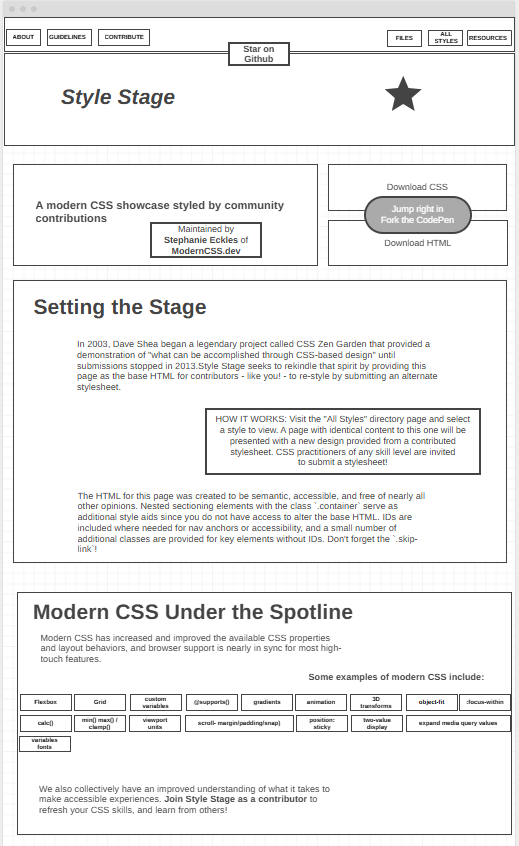 ABOUT
GUIDELINES
CONTRIBUTE
Star on
Github
FILES
ALL
STYLES
RESOURCES
Style Stage
A modern CSS showcase styled by community
contributions
Maintained by
Stephanie Eckles of
ModernCSS.dev
Download CSS
Jump right in
Fork the CodePen
Download HTML
Setting the Stage
In 2003, Dave Shea began a legendary project called CSS Zen Garden that provided a
demonstration of "what can be accomplished through CSS-based design" until
submissions stopped in 2013.Style Stage seeks to rekindle that spirit by providing this
page as the base HTML for contributors - like you! - to re-style by submitting an alternate
stylesheet.
HOW IT WORKS: Visit the "All Styles" directory page and select
a style to view. A page with identical content to this one will be
presented with a new design provided from a contributed
stylesheet. CSS practitioners of any skill level are invited
to submit a stylesheet!
The HTML for this page was created to be semantic, accessible, and free of nearly all
other opinions. Nested sectioning elements with the class `.container` serve as
additional style aids since you do not have access to alter the base HTML. IDs are
included where needed for nav anchors or accessibility, and a small number of
additional classes are provided for key elements without IDs. Don't forget the `.skip-
link`!
Modern CSS Under the Spotline
Modern CSS has increased and improved the available CSS properties
and layout behaviors, and browser support is nearly in sync for most high-
touch features.
Some examples of modern CSS include:
Flexbox
Grid
custom
variables
@supports()
gradients
animation
3D
transforms
object-fit
:focus-within
calc()
min() max() /
clamp()
viewport
units
scroll- margin/padding/snap)
position:
sticky
two-value
display
expand media query values
variables
fonts
We also collectively have an improved understanding of what it takes to
make accessible experiences. Join Style Stage as a contributor to
refresh your CSS skills, and learn from others!